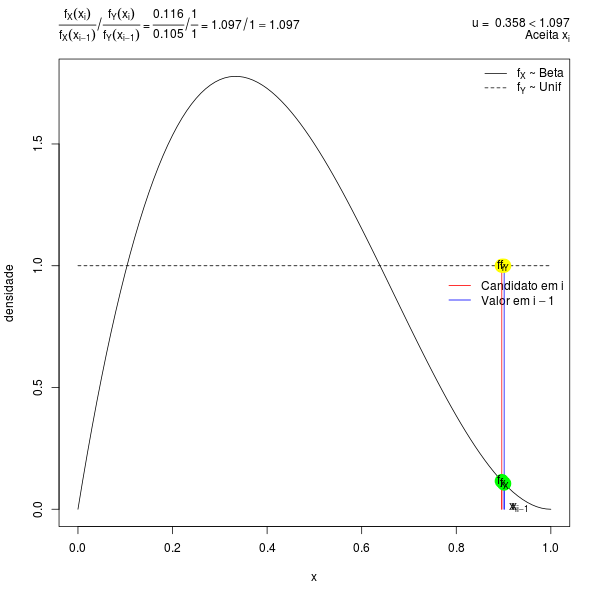 fX(xi) / fY(xi) = 0.116 / 1 = 1.097/1 = 1.097
fX(xi−1) fY(xi−1) 0.105 1
u = 0.358 < 1.097
Aceita xi
fX ~ Beta
fY ~ Unif
1.5
1.0
Candidato em i
Valor em i − 1
0.5
0.0
densidade
0.0 0.2 0.4 0.6 0.8 1.0
x